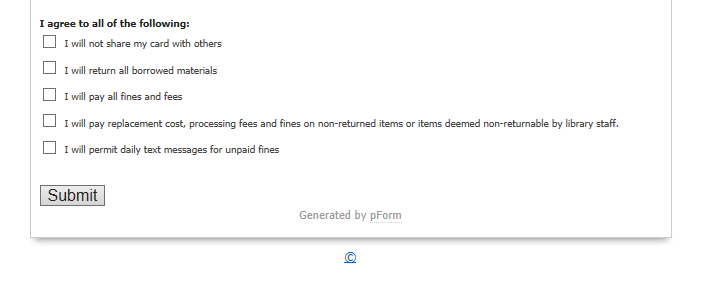 I agree to all of the following:
I will not share my card with others
I will return all borrowed materials
I will pay all fines and fees
I will pay replacement cost, processing fees and fines on non-returned items or items deemed non-returnable by library staff.
I will permit daily text messages for unpaid fines
Submit
Generated by pForm
©